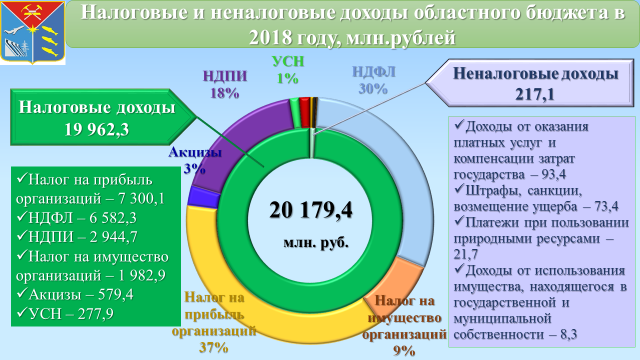 Налоговые и неналоговые доходы областного бюджета в
2018 году, млн.рублей
УСН
1%
НДПИ
18%
НДФЛ
30%
Неналоговые доходы
217,1
Налоговые доходы
19 962,3
Акцизы
3%
✓Налог на прибыль
организаций – 7 300,1
✓НДФЛ – 6 582,3
✓НДПИ – 2 944,7
✓Налог на имущество
организаций – 1 982,9
✓Акцизы – 579,4
✓УСН – 277,9
20 179,4
млн. руб.
✓Доходы от оказания
платных услуг и
компенсации затрат
государства – 93,4
✓Штрафы, санкции,
возмещение ущерба – 73,4
✓Платежи при пользовании
природными ресурсами –
21,7
✓Доходы от использования
имущества, находящегося в
государственной и
муниципальной
собственности – 8,3
Налог на
прибыль
организаций
37%
Налог на
имущество
организаций
9%